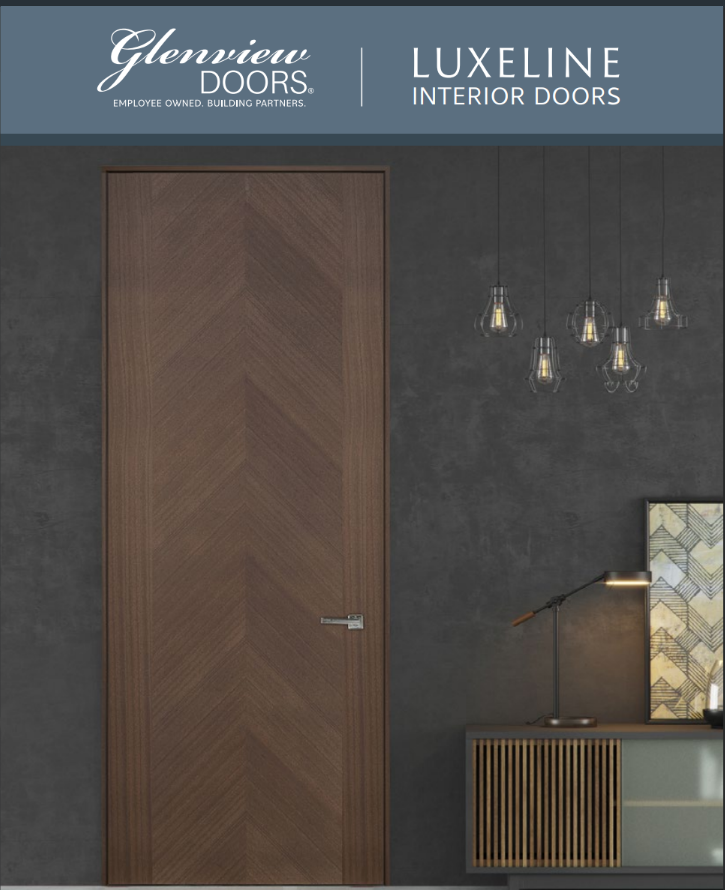 Glenview
DOORS®
EMPLOYEE OWNED. BUILDING PARTNERS.
LUXELINE
INTERIOR DOORS